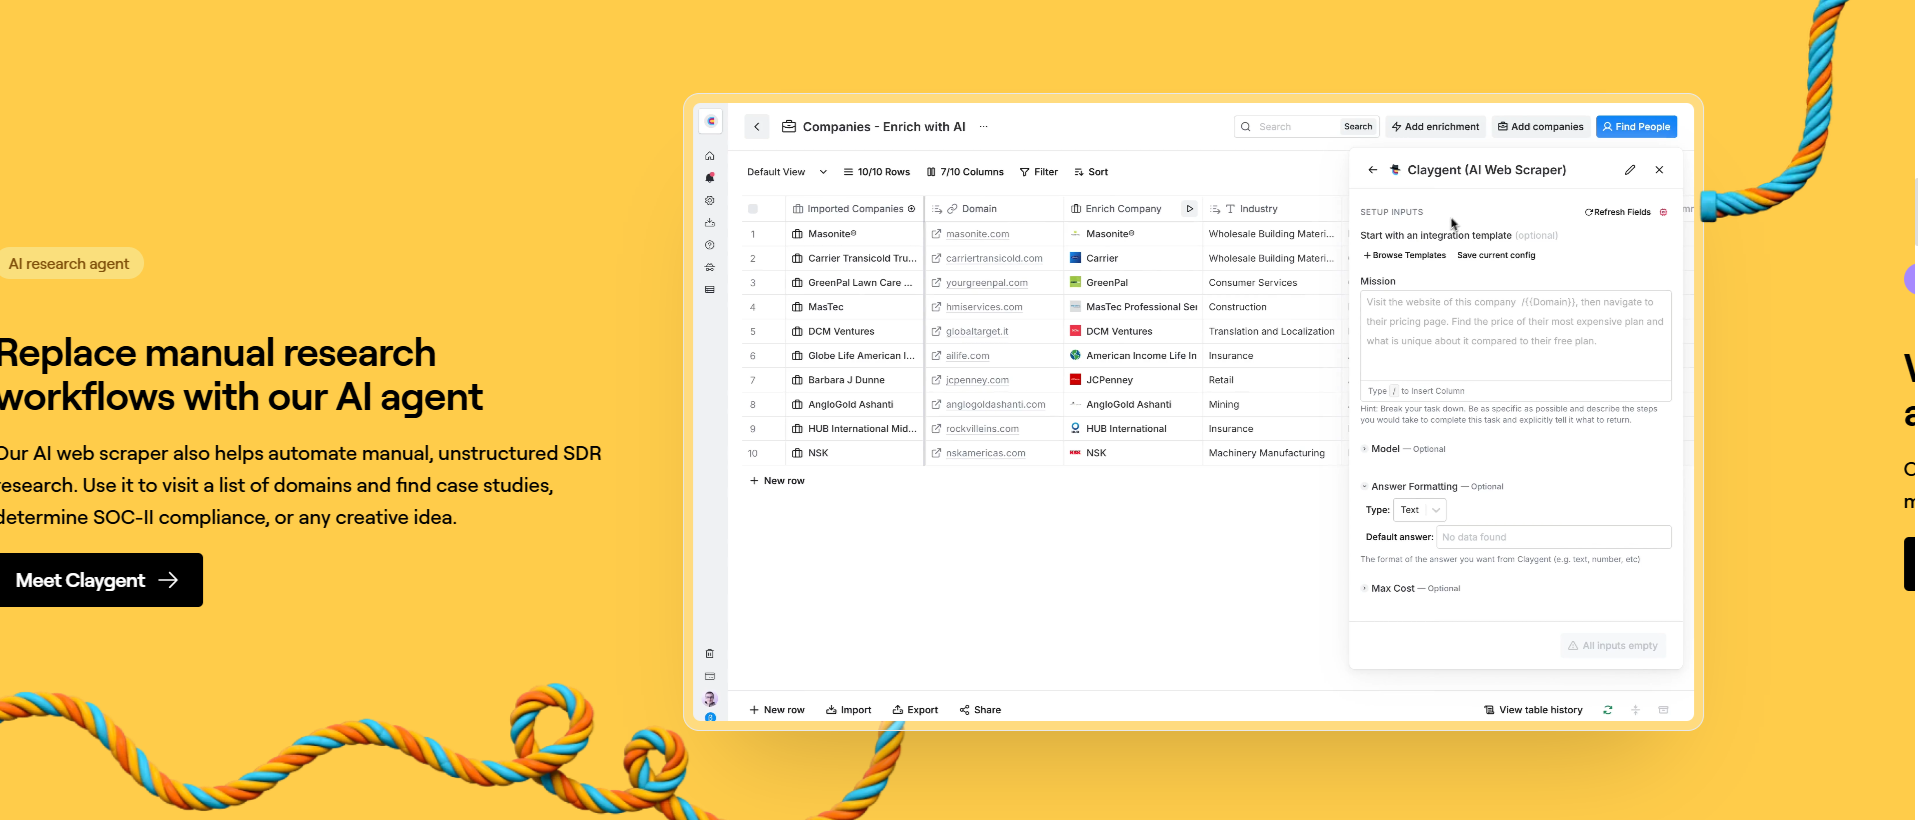 AI research agent
Replace manual research
workflows with our AI agent
Our AI web scraper also helps automate manual, unstructured SDR
research. Use it to visit a list of domains and find case studies,
determine SOC-II compliance, or any creative idea.
Meet Claygent →
Companies - Enrich with AI ...
Search Search
Add enrichment
Add companies
Find People
Default View
10/10 Rows
7/10 Columns
Filter
Sort
Imported Companies Domain Enrich Company Industry
1 Masonite® masonite.com Masonite® Wholesale Building Materi...
2 Carrier Transicold Tru... carriertransicold.com Carrier Wholesale Building Materi...
3 GreenPal Lawn Care ... yourgreenpal.com GreenPal Consumer Services
4 MasTec hmiservices.com MasTec Professional Ser Construction
5 DCM Ventures globaltarget.it DCM Ventures Translation and Localization
6 Globe Life American I... ailife.com American Income Life In Insurance
7 Barbara J Dunne jcpenney.com JCPenney Retail
8 AngloGold Ashanti anglogoldashanti.com AngloGold Ashanti Mining
9 HUB International Mid... rockvilleins.com HUB International Insurance
10 NSK nskamericas.com NSK Machinery Manufacturing
+ New row
Claygent (AI Web Scraper)
SETUP INPUTS
Refresh Fields
Start with an integration template (optional)
+ Browse Templates Save current config
Mission
Visit the website of this company /{{Domain}}, then navigate to
their pricing page. Find the price of their most expensive plan and
what is unique about it compared to their free plan.
Type / to Insert Column
Hint: Break your task down. Be as specific as possible and describe the steps
you would take to complete this task and explicitly tell it what to return.
Model — Optional
Answer Formatting — Optional
Type: Text
Default answer: No data found
The format of the answer you want from Claygent (e.g. text, number, etc)
Max Cost — Optional
All inputs empty
+ New row
Import
Export
Share
View table history